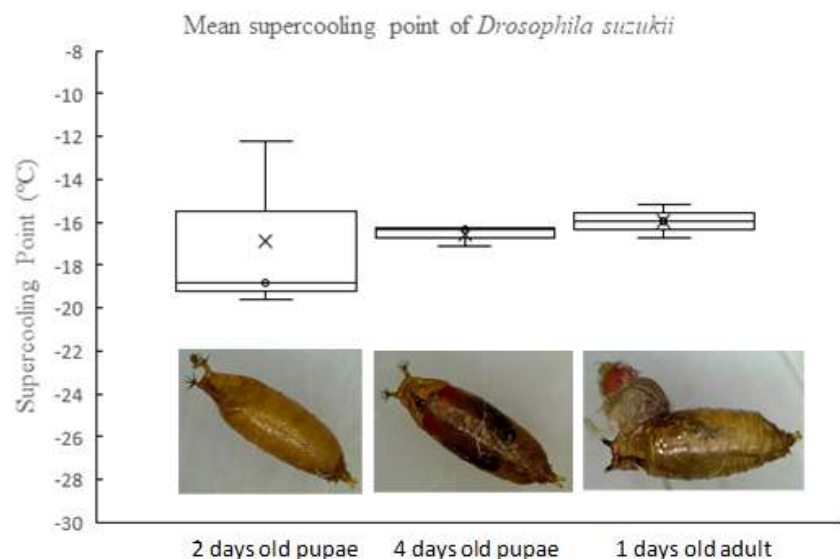 Mean supercooling point of Drosophila suzukii
-8
-10
-12
-14
-16
-18
-20
-22
-24
-26
-28
-30
Supercooling Point (°C)
2 days old pupae
4 days old pupae
1 days old adult